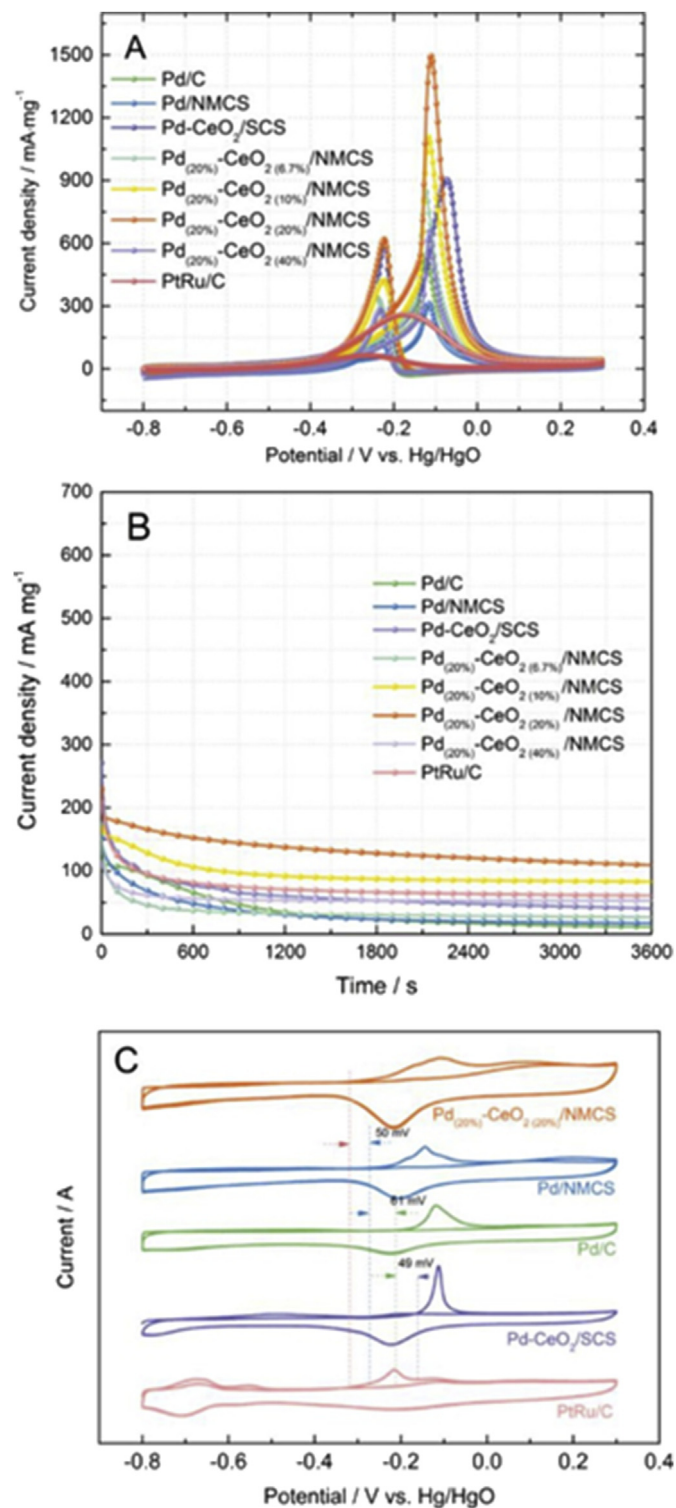 A
1500
1200
900
600
300
0
Current density / mA·mg⁻¹
Pd/C
Pd/NMCS
Pd-CeO₂/SCS
Pd₍₂₀%₎-CeO₂ ₍₆.₇%₎/NMCS
Pd₍₂₀%₎-CeO₂ ₍₁₀%₎/NMCS
Pd₍₂₀%₎-CeO₂ ₍₂₀%₎/NMCS
Pd₍₂₀%₎-CeO₂ ₍₄₀%₎/NMCS
PtRu/C
-0.8 -0.6 -0.4 -0.2 0.0 0.2 0.4
Potential / V vs. Hg/HgO
B
700
600
500
400
300
200
100
0
Current density / mA mg⁻¹
Pd/C
Pd/NMCS
Pd-CeO₂/SCS
Pd₍₂₀%₎-CeO₂ ₍₆.₇%₎/NMCS
Pd₍₂₀%₎-CeO₂ ₍₁₀%₎/NMCS
Pd₍₂₀%₎-CeO₂ ₍₂₀%₎ /NMCS
Pd₍₂₀%₎-CeO₂ ₍₄₀%₎ /NMCS
PtRu/C
0 600 1200 1800 2400 3000 3600
Time / s
C
Current / A
Pd₍₂₀%₎-CeO₂ ₍₂₀%₎/NMCS
50 mV
Pd/NMCS
61 mV
Pd/C
49 mV
Pd-CeO₂/SCS
PtRu/C
-0.8 -0.6 -0.4 -0.2 0.0 0.2 0.4
Potential / V vs. Hg/HgO